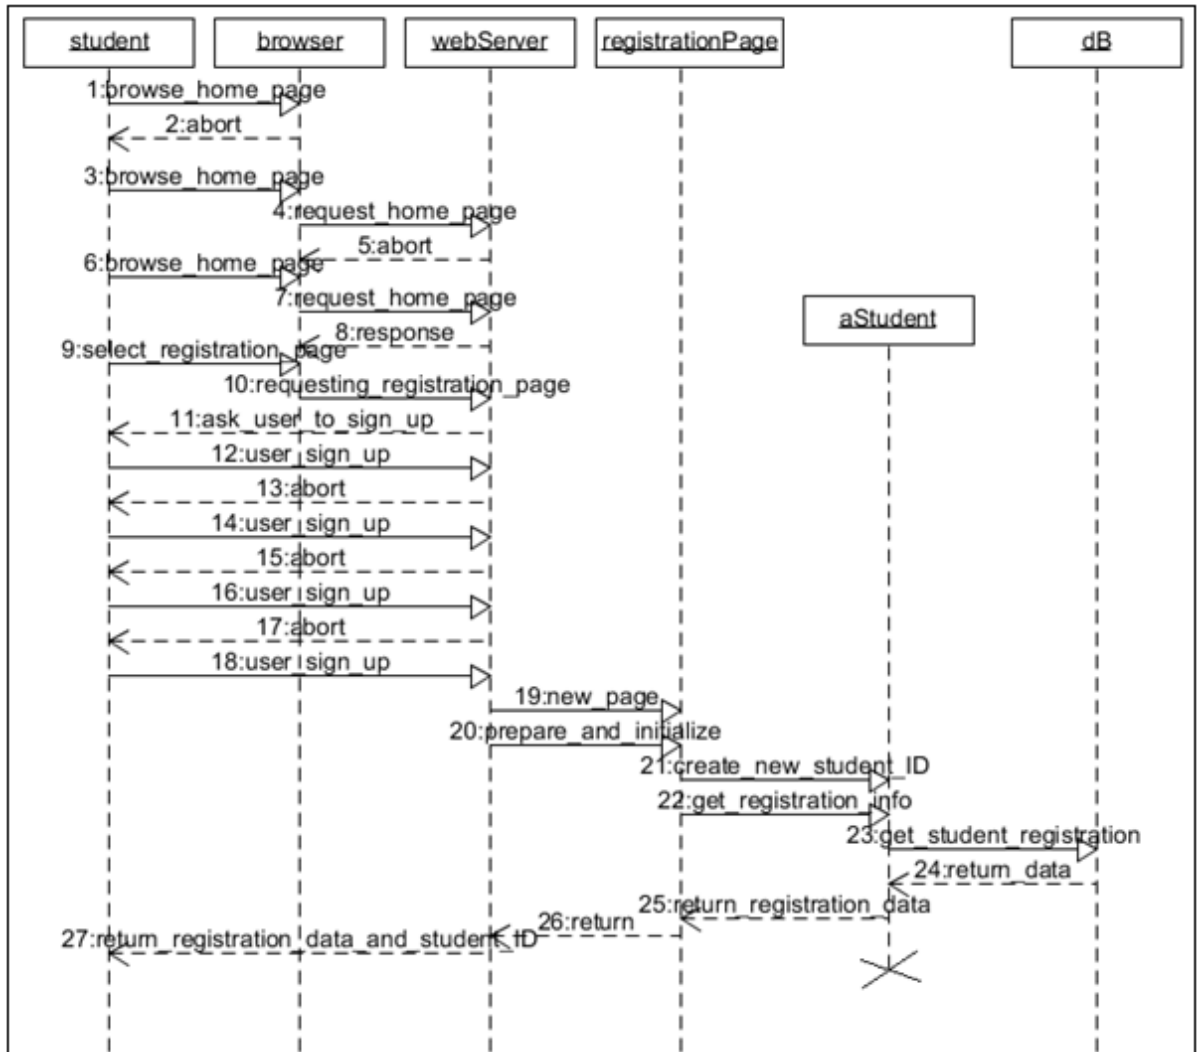 student
browser
webServer
registrationPage
dB
1:browse_home_page
2:abort
3:browse_home_page
4:request_home_page
5:abort
6:browse_home_page
7:request_home_page
aStudent
8:response
9:select_registration_page
10:requesting_registration_page
11:ask_user_to_sign_up
12:user_sign_up
13:abort
14:user_sign_up
15:abort
16:user_sign_up
17:abort
18:user_sign_up
19:new_page
20:prepare_and_initialize
21:create_new_student_ID
22:get_registration_info
23:get_student_registration
24:return_data
25:return_registration_data
26:return
27:return_registration_data_and_student_ID